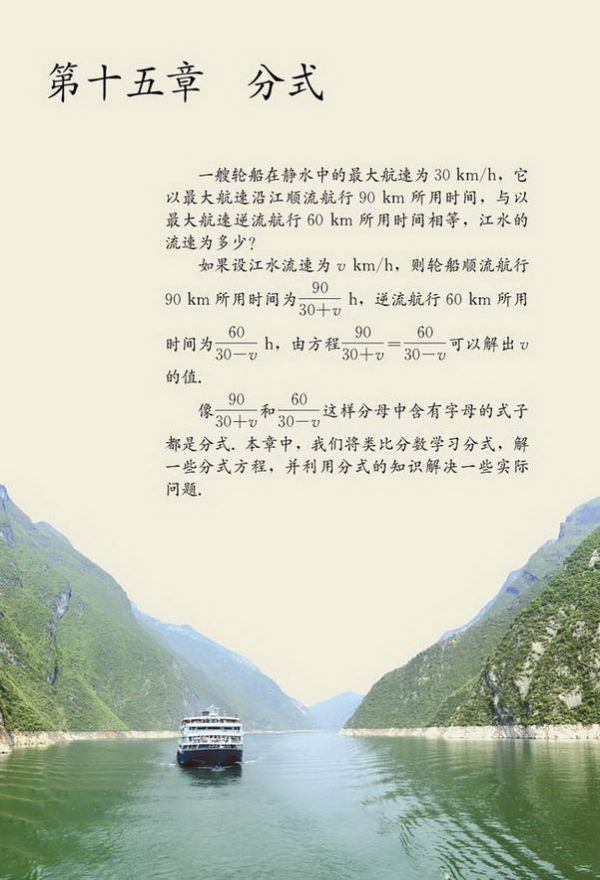 第十五章 分式
一艘轮船在静水中的最大航速为 30 km/h，它
以最大航速沿江顺流航行 90 km 所用时间，与以
最大航速逆流航行 60 km 所用时间相等，江水的
流速为多少？
如果设江水流速为 v km/h，则轮船顺流航行
90 km 所用时间为 90/(30+v) h，逆流航行 60 km 所用
时间为 60/(30−v) h，由方程 90/(30+v)=60/(30−v) 可以解出 v
的值.
像 90/(30+v) 和 60/(30−v) 这样分母中含有字母的式子
都是分式. 本章中，我们将类比分数学习分式，解
一些分式方程，并利用分式的知识解决一些实际
问题.